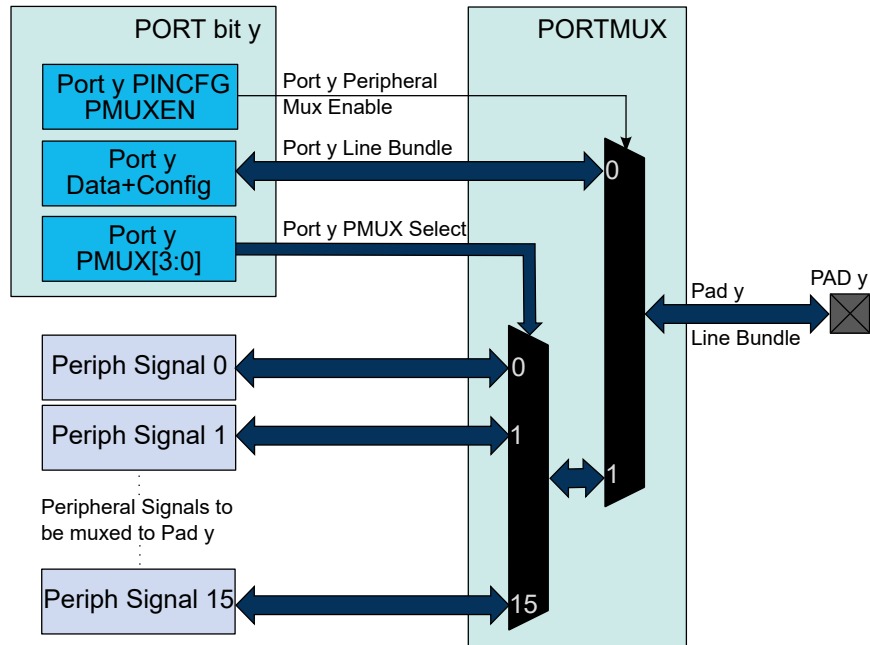 PORT bit y
PORTMUX
Port y PINCFG
PMUXEN
Port y Peripheral
Mux Enable
Port y
Data+Config
Port y Line Bundle
0
Port y
PMUX[3:0]
Port y PMUX Select
Pad y
Line Bundle
PAD y
Periph Signal 0
0
Periph Signal 1
1
1
Peripheral Signals to
be muxed to Pad y
Periph Signal 15
15